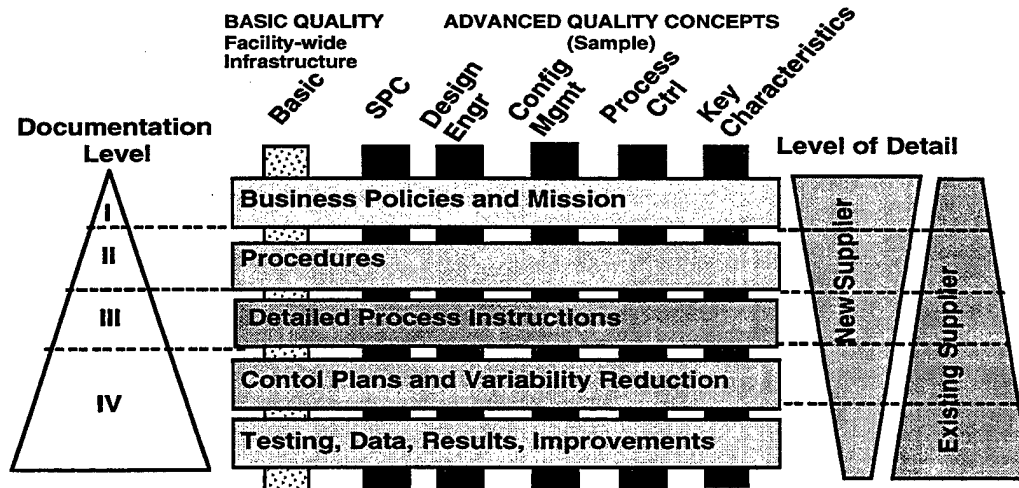 BASIC QUALITY
Facility-wide
Infrastructure
ADVANCED QUALITY CONCEPTS
(Sample)
Basic
SPC
Design
Engr
Config
Mgmt
Process
Ctrl
Key
Characteristics
Documentation
Level
Level of Detail
I
II
III
IV
Business Policies and Mission
Procedures
Detailed Process Instructions
Contol Plans and Variability Reduction
Testing, Data, Results, Improvements
New Supplier
Existing Supplier